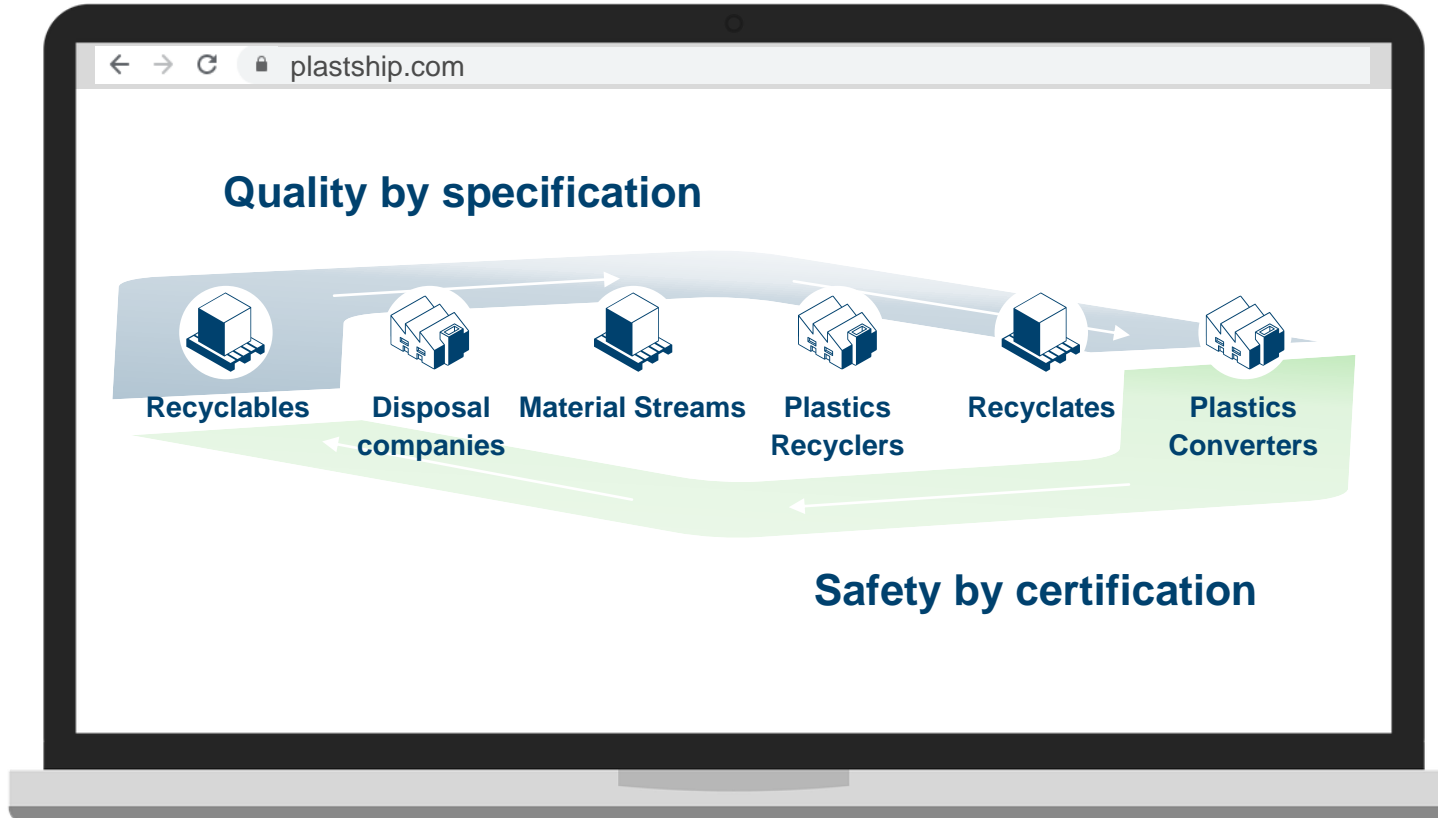 plastship.com
Quality by specification
Recyclables
Disposal
companies
Material Streams
Plastics
Recyclers
Recyclates
Plastics
Converters
Safety by certification